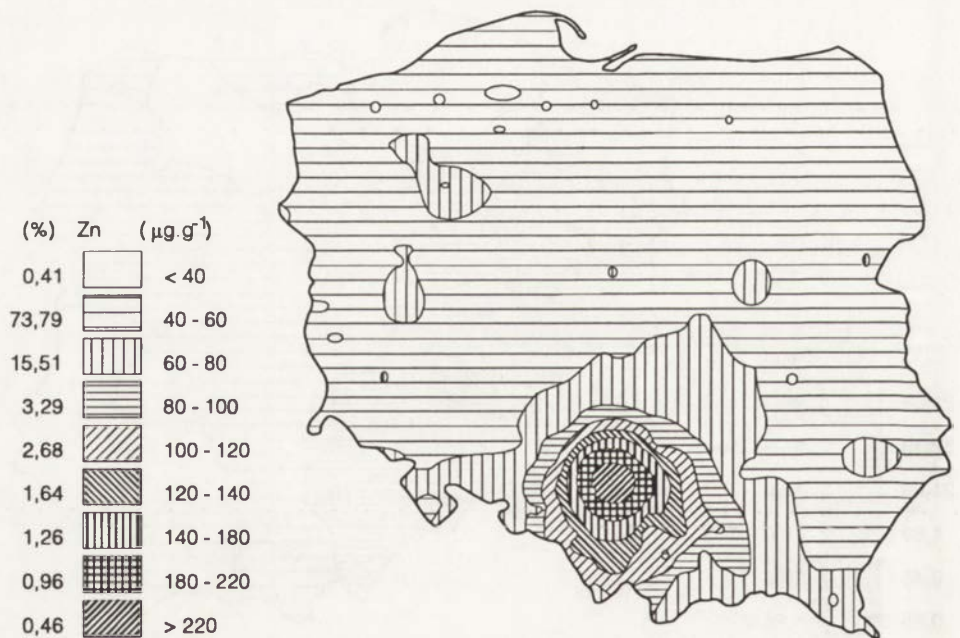 (%) Zn (µg.g⁻¹)
0,41 < 40
73,79 40 - 60
15,51 60 - 80
3,29 80 - 100
2,68 100 - 120
1,64 120 - 140
1,26 140 - 180
0,96 180 - 220
0,46 > 220